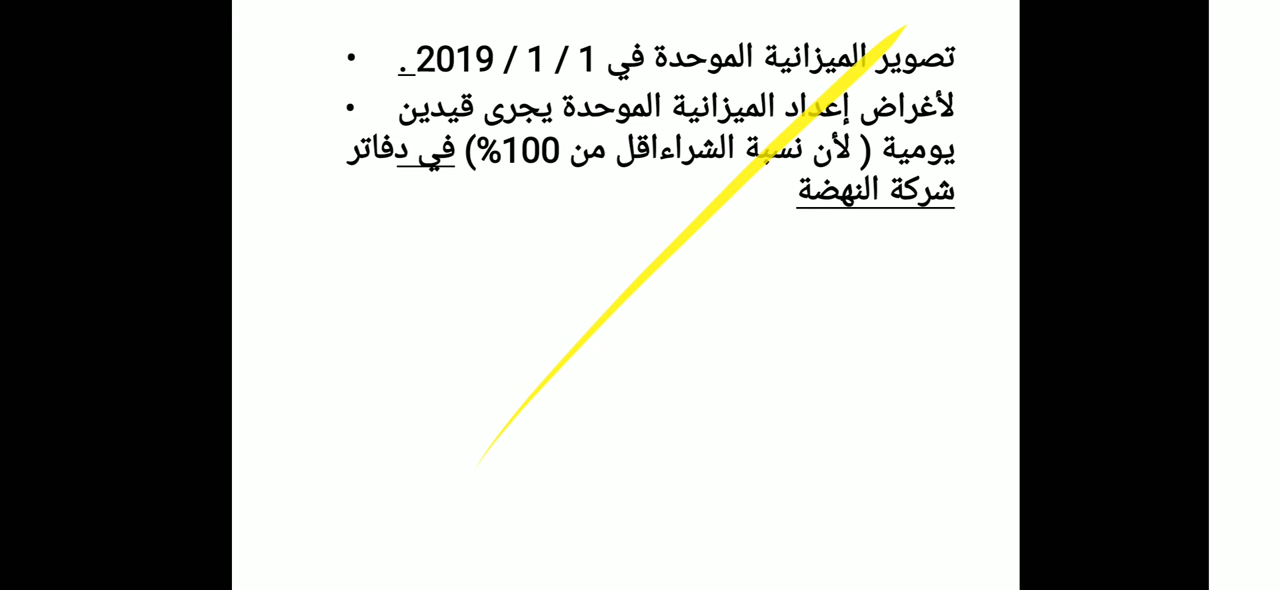 • تصوير الميزانية الموحدة في 1 / 1 / 2019 .
• لأغراض إعداد الميزانية الموحدة يجرى قيدين
يومية ( لأن نسبة الشراءاقل من 100%) في دفاتر
شركة النهضة